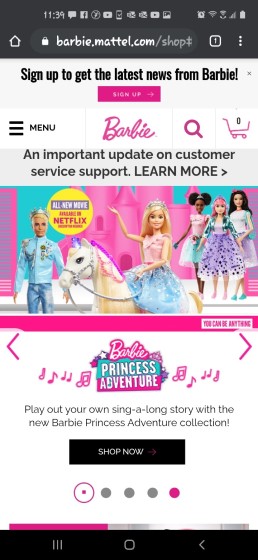 11:39
barbie.mattel.com/shop
Sign up to get the latest news from Barbie!
×
SIGN UP →
MENU
Barbie
0
An important update on customer
service support. LEARN MORE >
ALL-NEW MOVIE
AVAILABLE ON
NETFLIX
YOU CAN BE ANYTHING
Barbie
PRINCESS
ADVENTURE
Play out your own sing-a-long story with the
new Barbie Princess Adventure collection!
SHOP NOW →